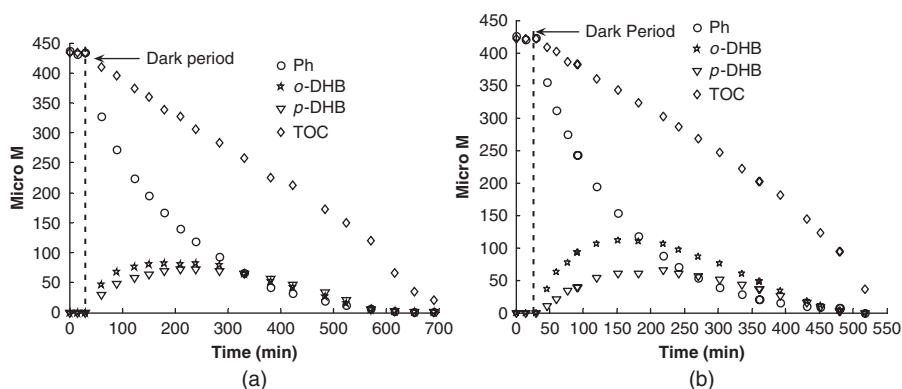 450
400
350
300
250
200
150
100
50
0
Micro M
Dark period
Ph
o-DHB
p-DHB
TOC
0 100 200 300 400 500 600 700
Time (min)
(a)
450
400
350
300
250
200
150
100
50
0
Micro M
Dark Period
Ph
o-DHB
p-DHB
TOC
0 50 100 150 200 250 300 350 400 450 500 550
Time (min)
(b)